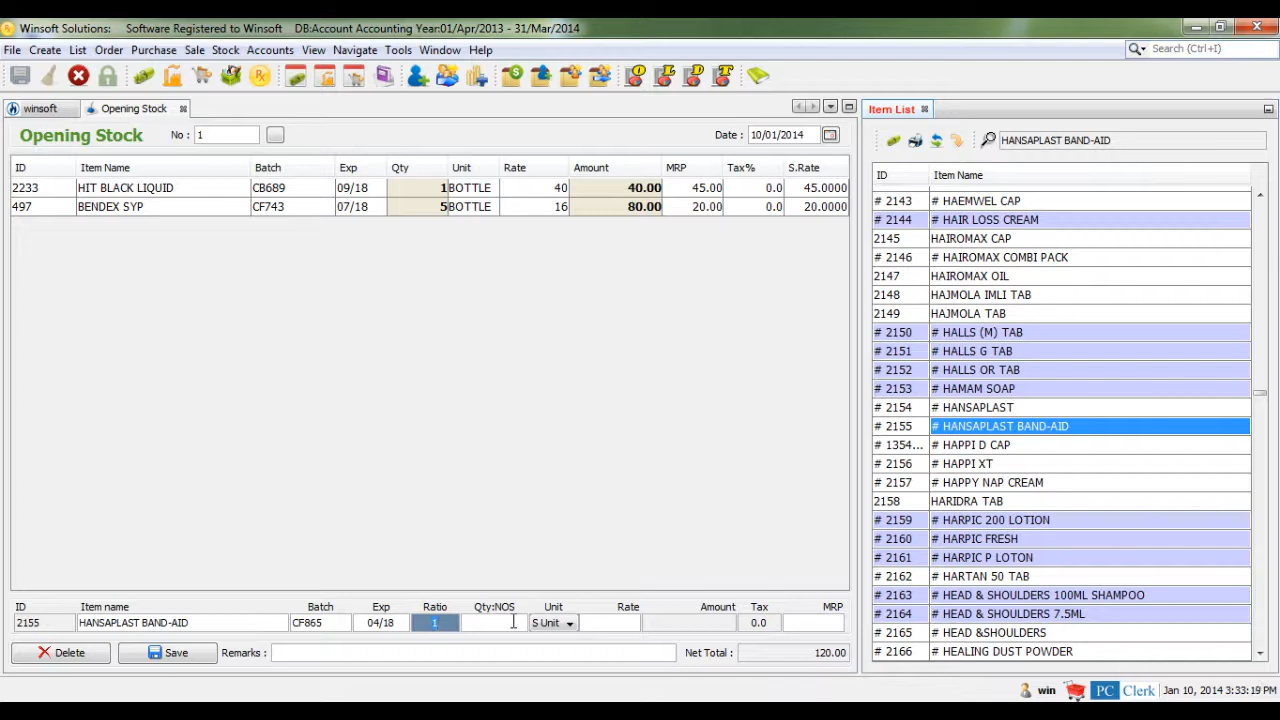 Winsoft Solutions: Software Registered to Winsoft DB:Account Accounting Year01/Apr/2013 - 31/Mar/2014
File Create List Order Purchase Sale Stock Accounts View Navigate Tools Window Help
Search (Ctrl+I)
winsoft Opening Stock
Opening Stock No : 1 Date : 10/01/2014
ID Item Name Batch Exp Qty Unit Rate Amount MRP Tax% S.Rate
2233 HIT BLACK LIQUID CB689 09/18 1 BOTTLE 40 40.00 45.00 0.0 45.0000
497 BENDEX SYP CF743 07/18 5 BOTTLE 16 80.00 20.00 0.0 20.0000
ID Item name Batch Exp Ratio Qty:NOS Unit Rate Amount Tax MRP
2155 HANSAPLAST BAND-AID CF865 04/18 1 S Unit 0.0
Delete Save Remarks : Net Total : 120.00
Item List
HANSAPLAST BAND-AID
ID Item Name
# 2143 # HAEMWEL CAP
# 2144 # HAIR LOSS CREAM
2145 HAIROMAX CAP
# 2146 # HAIROMAX COMBI PACK
2147 HAIROMAX OIL
2148 HAJMOLA IMLI TAB
2149 HAJMOLA TAB
# 2150 # HALLS (M) TAB
# 2151 # HALLS G TAB
# 2152 # HALLS OR TAB
# 2153 # HAMAM SOAP
# 2154 # HANSAPLAST
# 2155 # HANSAPLAST BAND-AID
# 1354... # HAPPI D CAP
# 2156 # HAPPI XT
# 2157 # HAPPY NAP CREAM
2158 HARIDRA TAB
# 2159 # HARPIC 200 LOTION
# 2160 # HARPIC FRESH
# 2161 # HARPIC P LOTON
# 2162 # HARTAN 50 TAB
# 2163 # HEAD & SHOULDERS 100ML SHAMPOO
# 2164 # HEAD & SHOULDERS 7.5ML
# 2165 # HEAD &SHOULDERS
# 2166 # HEALING DUST POWDER
win PC Clerk Jan 10, 2014 3:33:19 PM